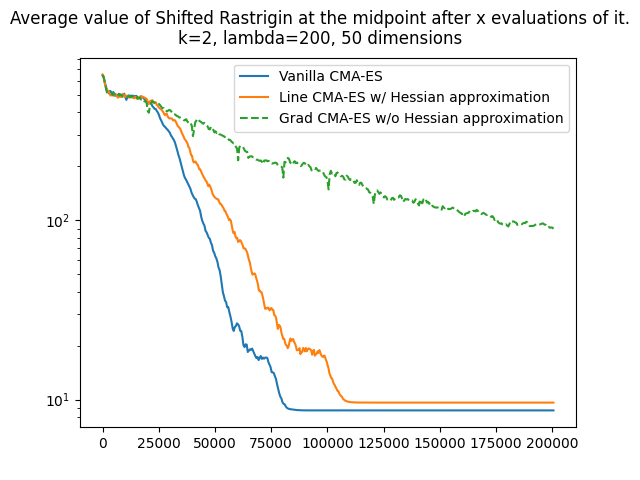 Average value of Shifted Rastrigin at the midpoint after x evaluations of it.
k=2, lambda=200, 50 dimensions
Vanilla CMA-ES
Line CMA-ES w/ Hessian approximation
Grad CMA-ES w/o Hessian approximation
10²
10¹
0 25000 50000 75000 100000 125000 150000 175000 200000